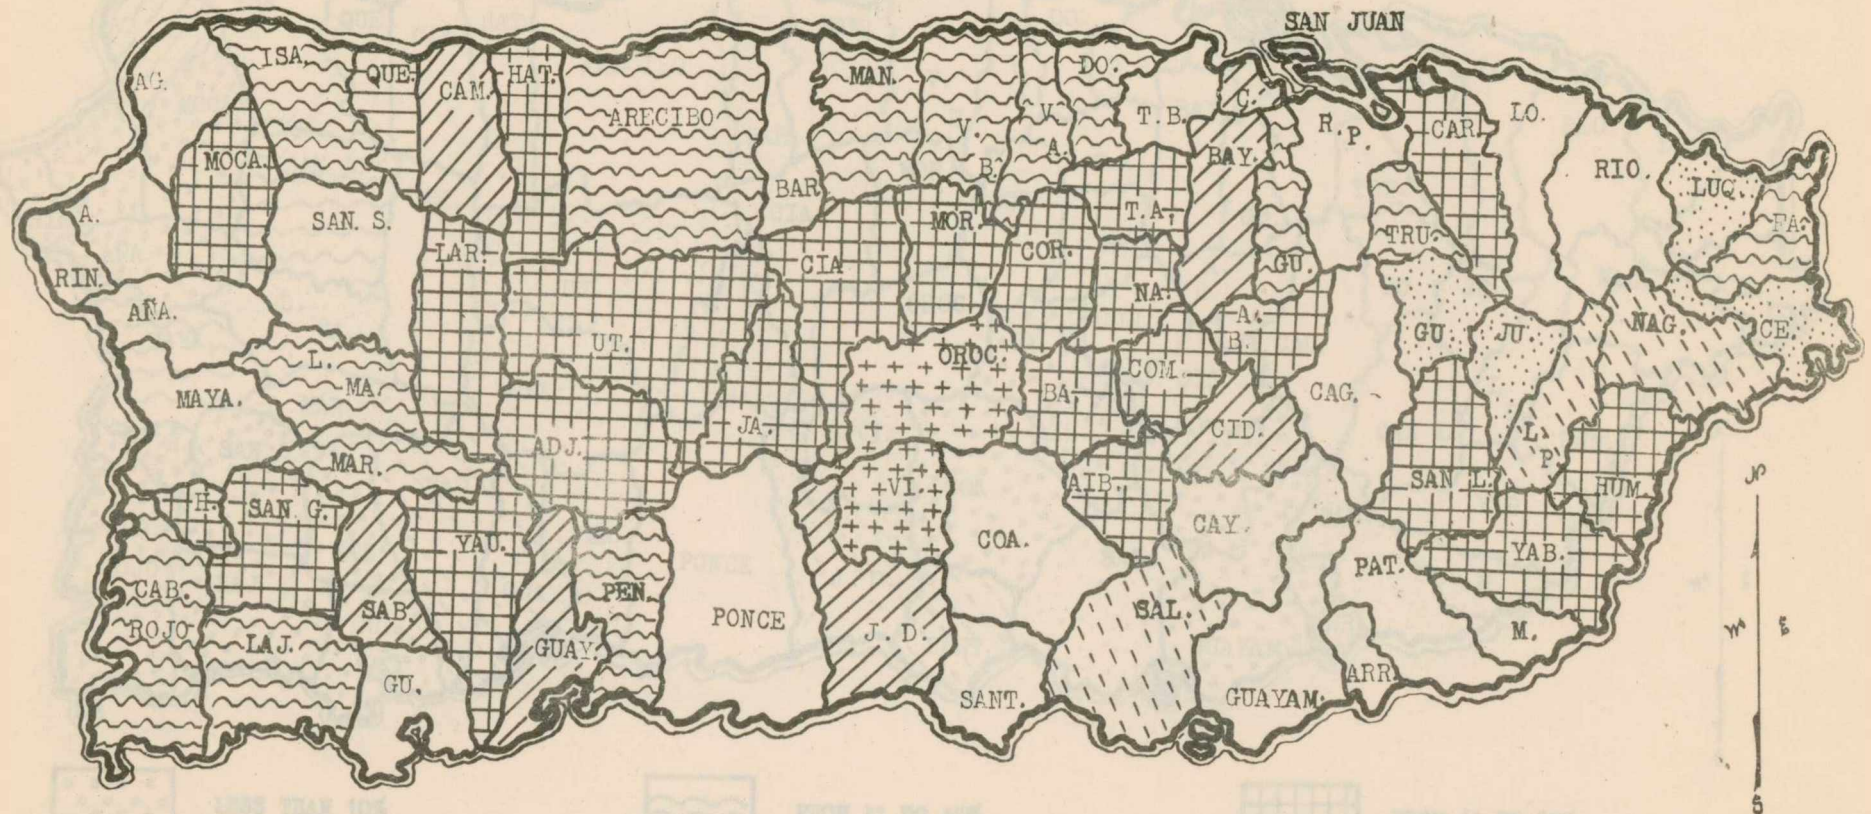 SAN JUAN
AG.
ISA.
QUE.
CAM.
HAT.
ARECIBO
BAR
MAN.
V.
B.
V.
A.
DO.
T.B.
C.
R.P.
CAR.
LO.
RIO.
LUQ.
FA.
MOCA.
BAY.
A.
SAN. S.
LAR.
CIA
MOR.
COR.
T.A.
NA.
GU.
TRU.
RIN.
AÑA.
UT.
OROC.
A.
B.
GU
JU.
NAG.
CE.
L.
MA.
MAYA.
ADJ.
JA.
BA.
COM.
CID.
CAG.
L.
P.
MAR.
VI.
AIB.
CAY.
SAN L.
HUM.
H.
SAN G.
YAU.
COA.
PAT.
YAB.
CAB.
ROJO
LAJ.
SAB.
GUAY.
PEN.
PONCE
J. D.
SAL.
M.
GU.
SANT.
GUAYAM.
ARR.
N
E
S
LESS THAN 10%